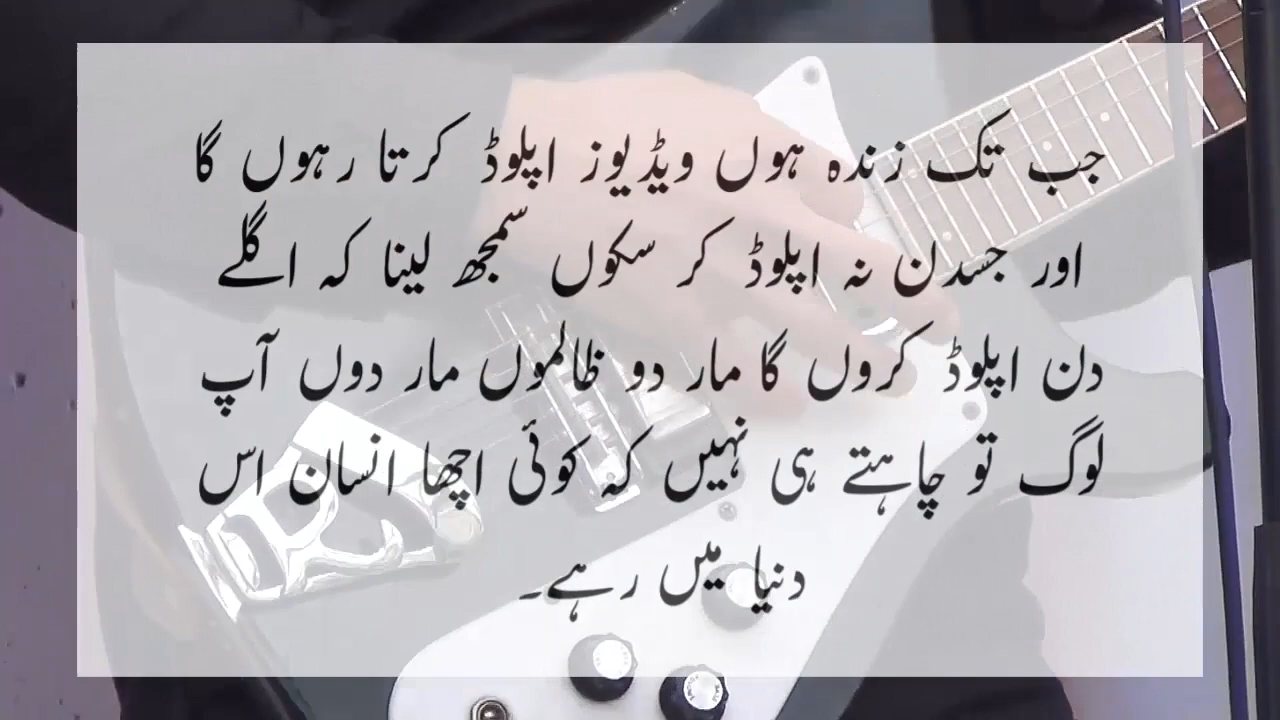 جب تک زندہ ہوں ویڈیوز اپلوڈ کرتا رہوں گا
اور جسدن نہ اپلوڈ کر سکوں سمجھ لینا کہ اگلے
دن اپلوڈ کروں گا مار دو ظالموں مار دوں آپ
لوگ تو چاہتے ہی نہیں کہ کوئی اچھا انسان اس
دنیا میں رہے۔